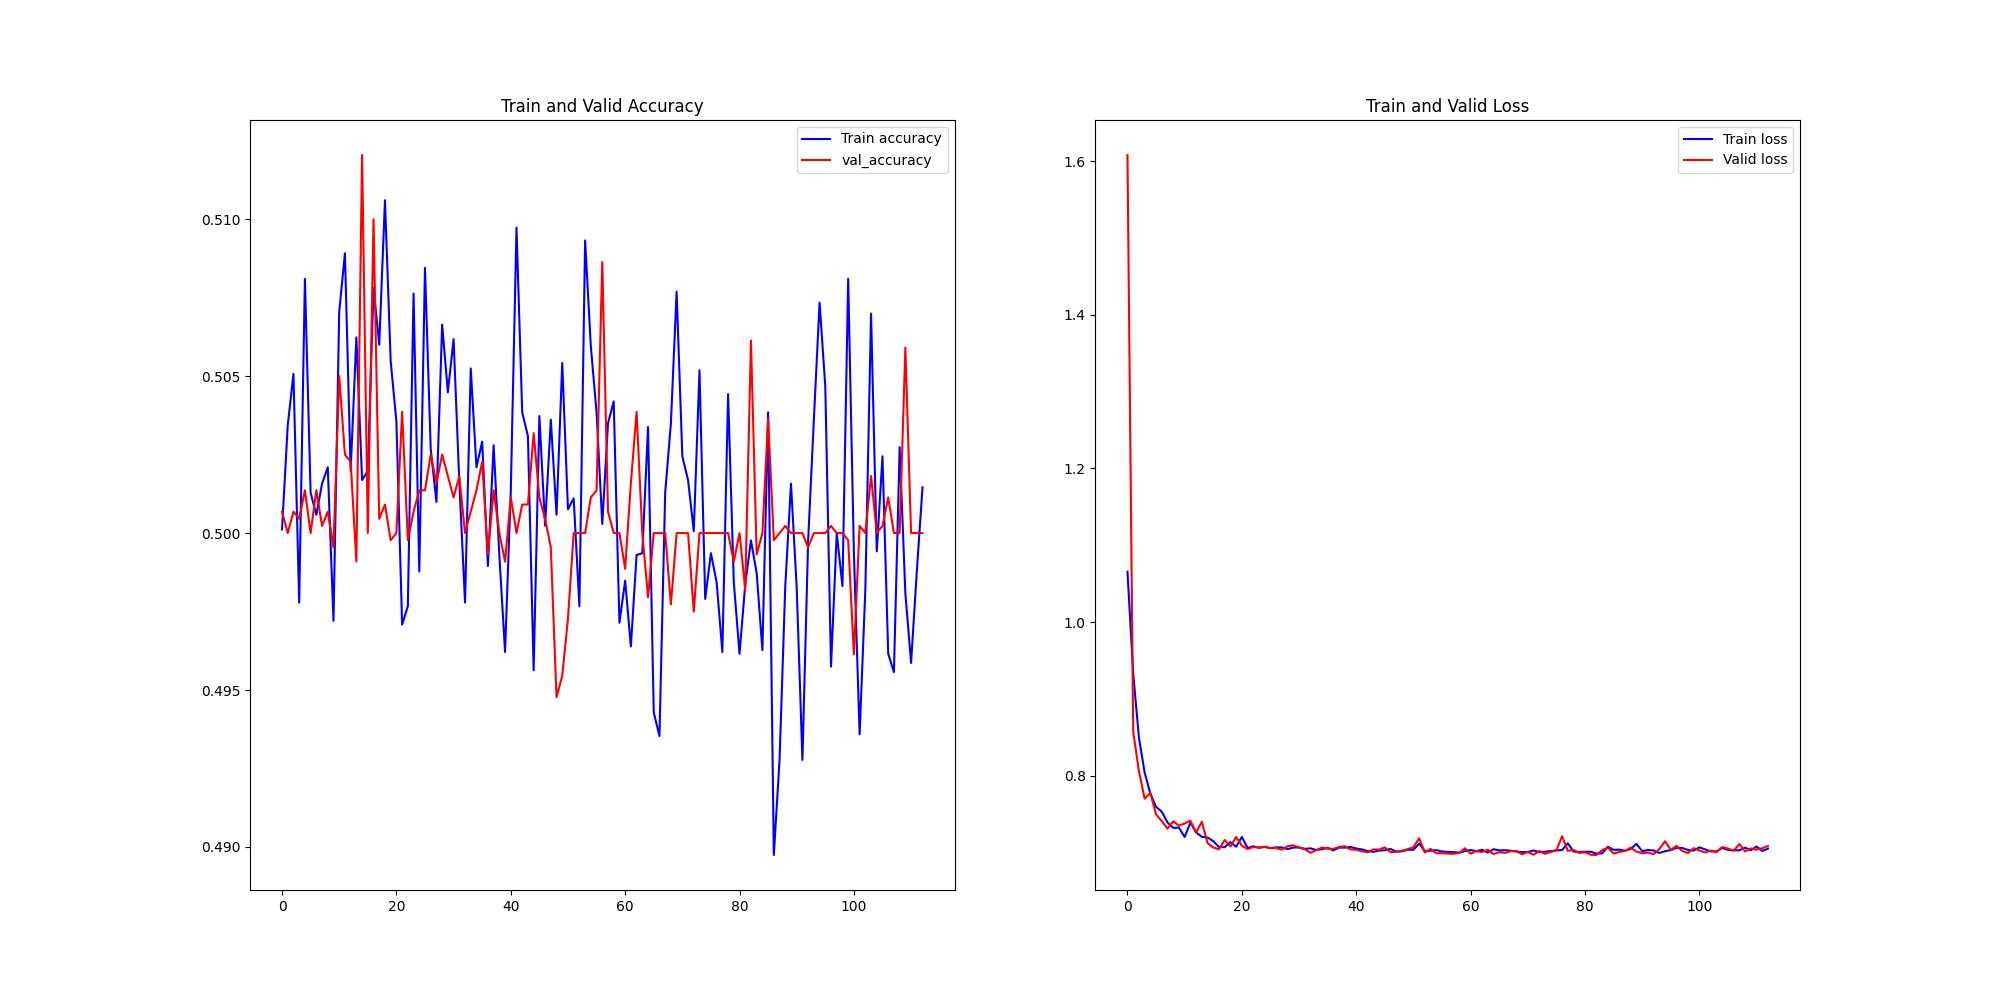 Train and Valid Accuracy
Train accuracy
val_accuracy
0.510
0.505
0.500
0.495
0.490
0 20 40 60 80 100
Train and Valid Loss
Train loss
Valid loss
1.6
1.4
1.2
1.0
0.8
0 20 40 60 80 100